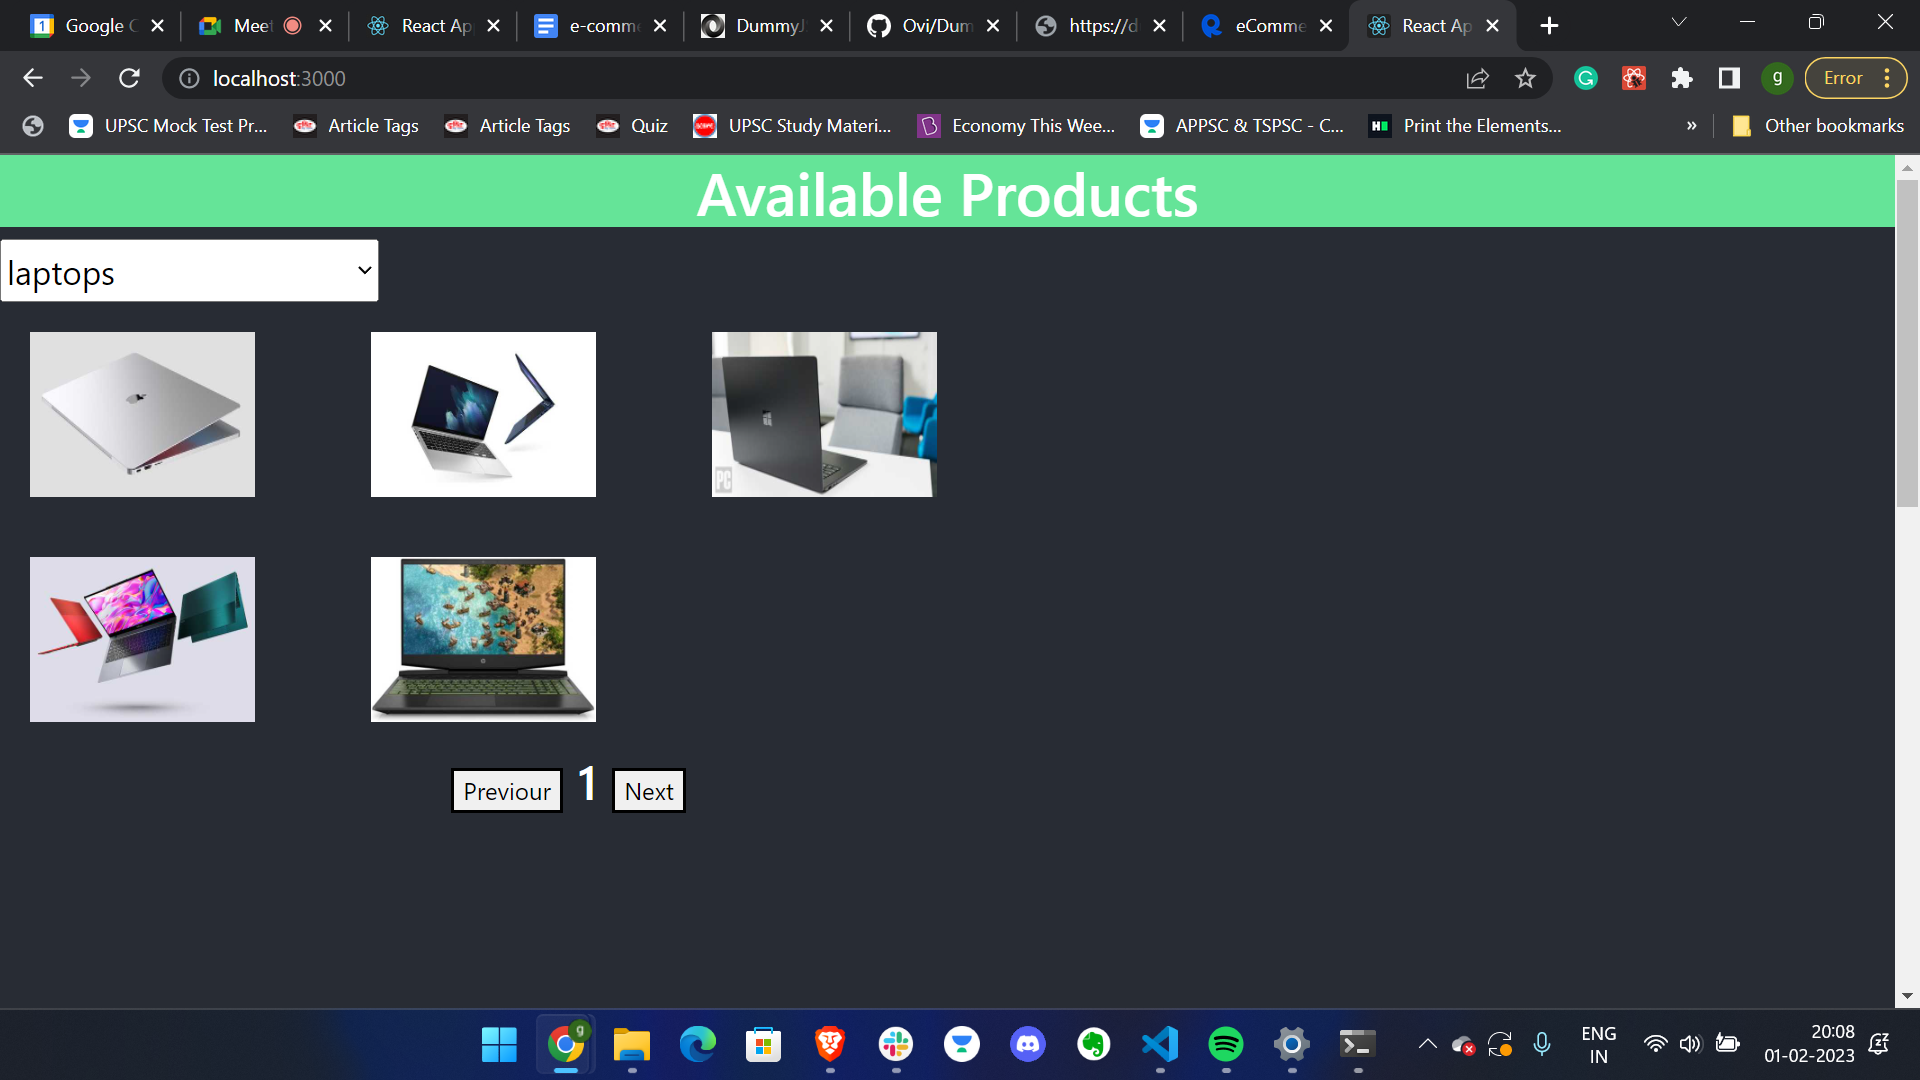 Google C
Meet
React Ap
e-comme
DummyJ
Ovi/Dum
https://d
eComme
React Ap
localhost:3000
g
Error
UPSC Mock Test Pr...
Article Tags
Article Tags
Quiz
UPSC Study Materi...
Economy This Wee...
APPSC & TSPSC - C...
Print the Elements...
»
Other bookmarks
Available Products
laptops
PC
Previour 1 Next
g
ENG
IN
20:08
01-02-2023